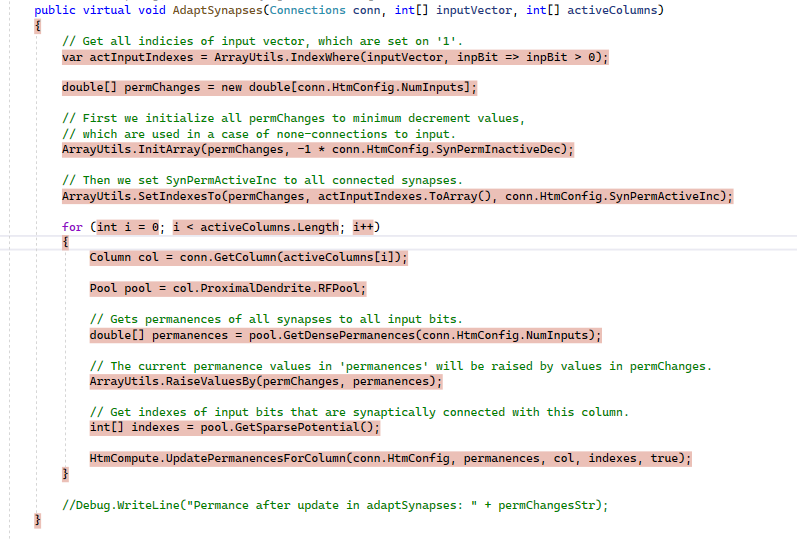 public virtual void AdaptSynapses(Connections conn, int[] inputVector, int[] activeColumns)
{
// Get all indicies of input vector, which are set on '1'.
var actInputIndexes = ArrayUtils.IndexWhere(inputVector, inpBit => inpBit > 0);
double[] permChanges = new double[conn.HtmConfig.NumInputs];
// First we initialize all permChanges to minimum decrement values,
// which are used in a case of none-connections to input.
ArrayUtils.InitArray(permChanges, -1 * conn.HtmConfig.SynPermInactiveDec);
// Then we set SynPermActiveInc to all connected synapses.
ArrayUtils.SetIndexesTo(permChanges, actInputIndexes.ToArray(), conn.HtmConfig.SynPermActiveInc);
for (int i = 0; i < activeColumns.Length; i++)
{
Column col = conn.GetColumn(activeColumns[i]);
Pool pool = col.ProximalDendrite.RFPool;
// Gets permanences of all synapses to all input bits.
double[] permanences = pool.GetDensePermanences(conn.HtmConfig.NumInputs);
// The current permanence values in 'permanences' will be raised by values in permChanges.
ArrayUtils.RaiseValuesBy(permChanges, permanences);
// Get indexes of input bits that are synaptically connected with this column.
int[] indexes = pool.GetSparsePotential();
HtmCompute.UpdatePermanencesForColumn(conn.HtmConfig, permanences, col, indexes, true);
}
//Debug.WriteLine("Permance after update in adaptSynapses: " + permChangesStr);
}